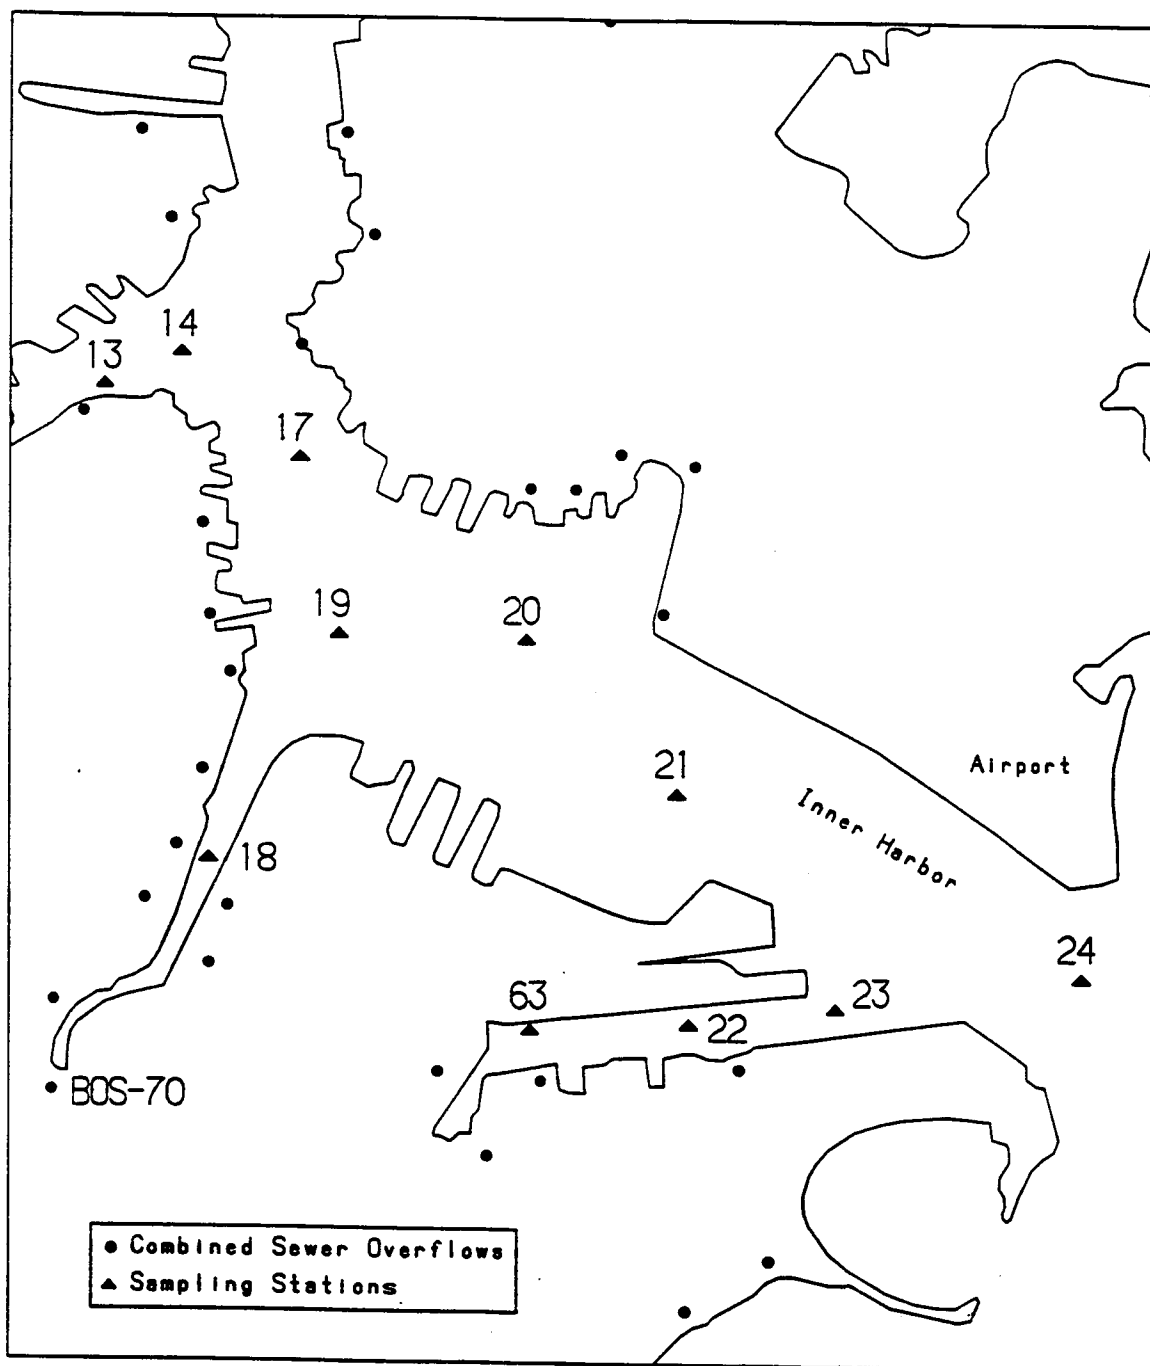 14
13
17
19
20
21
Airport
Inner Harbor
18
24
63
23
22
BOS-70
Combined Sewer Overflows
Sampling Stations